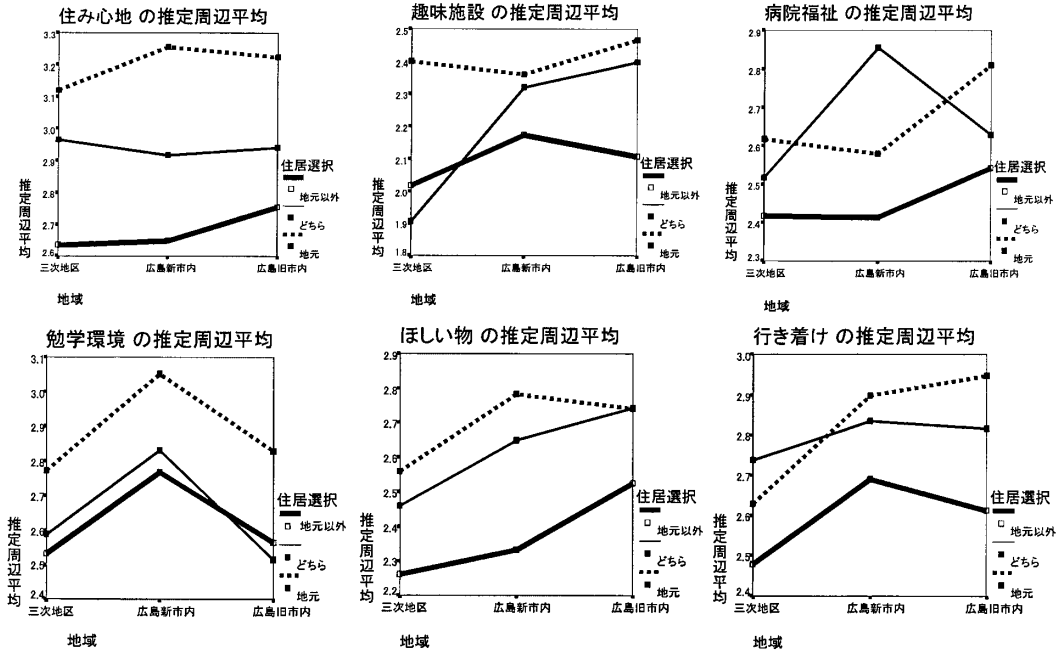 住み心地 の推定周辺平均
3.3
3.2
3.1
3.0
2.9
2.8
2.7
2.6
推定周辺平均
三次地区
広島新市内
広島旧市内
地域
住居選択
地元以外
どちら
地元
趣味施設 の推定周辺平均
2.5
2.4
2.3
2.2
2.1
2.0
1.9
1.8
推定周辺平均
三次地区
広島新市内
広島旧市内
地域
住居選択
地元以外
どちら
地元
病院福祉 の推定周辺平均
2.9
2.8
2.7
2.6
2.5
2.4
2.3
推定周辺平均
三次地区
広島新市内
広島旧市内
地域
住居選択
地元以外
どちら
地元
勉学環境 の推定周辺平均
3.1
3.0
2.9
2.8
2.7
2.6
2.5
2.4
推定周辺平均
三次地区
広島新市内
広島旧市内
地域
住居選択
地元以外
どちら
地元
ほしい物 の推定周辺平均
2.9
2.8
2.7
2.6
2.5
2.4
2.3
2.2
推定周辺平均
三次地区
広島新市内
広島旧市内
地域
住居選択
地元以外
どちら
地元
行き着け の推定周辺平均
3.0
2.9
2.8
2.7
2.6
2.5
2.4
推定周辺平均
三次地区
広島新市内
広島旧市内
地域
住居選択
地元以外
どちら
地元